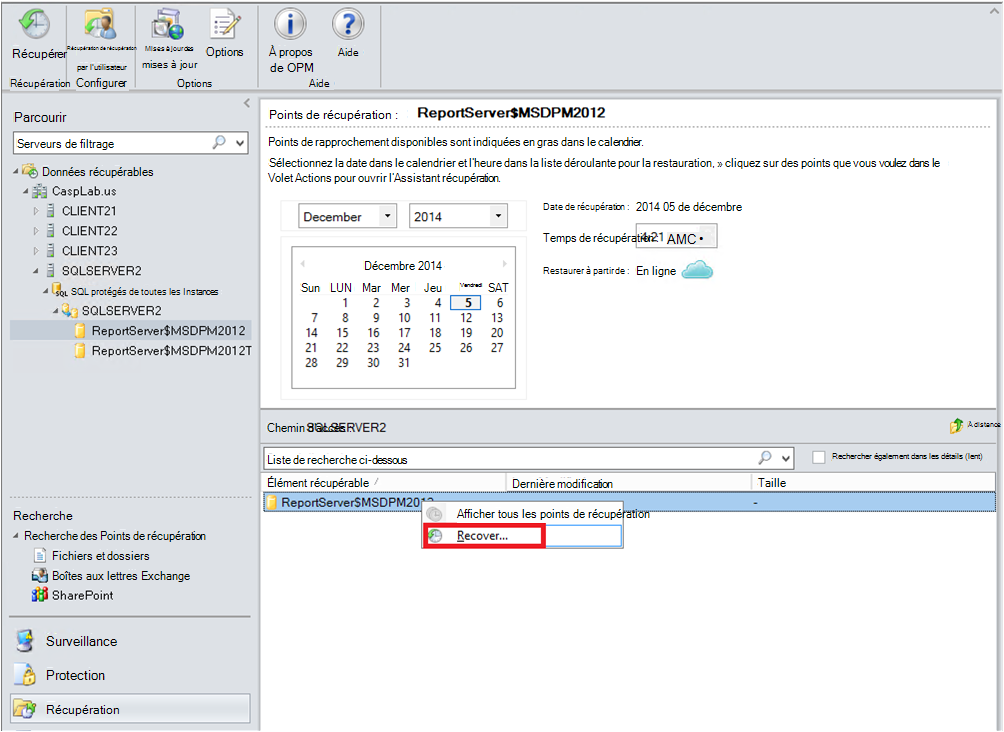 Récupérer
Récupération de récupération
par l'utilisateur
Mises à jour des
mises à jour
Options
À propos
de OPM
Aide
Récupération
Configurer
Options
Aide
Parcourir
Serveurs de filtrage
Données récupérables
CaspLab.us
CLIENT21
CLIENT22
CLIENT23
SQLSERVER2
SQL protégés de toutes les Instances
SQLSERVER2
ReportServer$MSDPM2012
ReportServer$MSDPM2012T
Recherche
Recherche des Points de récupération
Fichiers et dossiers
Boîtes aux lettres Exchange
SharePoint
Surveillance
Protection
Récupération
Points de récupération : ReportServer$MSDPM2012
Points de rapprochement disponibles sont indiquées en gras dans le calendrier.
Sélectionnez la date dans le calendrier et l'heure dans la liste déroulante pour la restauration, » cliquez sur des points que vous voulez dans le
Volet Actions pour ouvrir l'Assistant récupération.
December 2014
Décembre 2014
Sun LUN Mar Mer Jeu Vendred SAT
1 2 3 4 5 6
7 8 9 10 11 12 13
14 15 16 17 18 19 20
21 22 23 24 25 26 27
28 29 30 31
Date de récupération : 2014 05 de décembre
Temps de récupération : 4:21 AMC
Restaurer à partir de : En ligne
Chemin d'accès SQLSERVER2
À distance
Liste de recherche ci-dessous
Rechercher également dans les détails (lent)
Élément récupérable / Dernière modification Taille
ReportServer$MSDPM2012 -
Afficher tous les points de récupération
Recover...